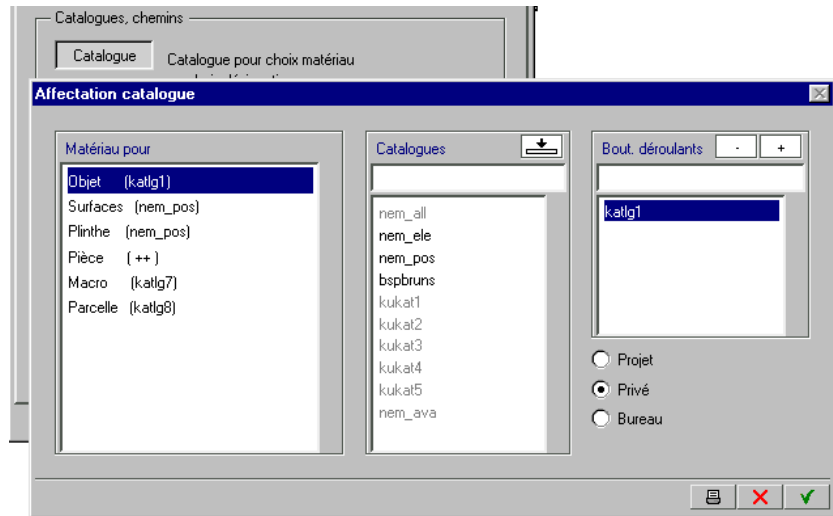 Catalogues, chemins
Catalogue
Catalogue pour choix matériau
Affectation catalogue
Matériau pour
Objet (katlg1)
Surfaces (nem_pos)
Plinthe (nem_pos)
Pièce ( ++ )
Macro (katlg7)
Parcelle (katlg8)
Catalogues
nem_all
nem_ele
nem_pos
bspbruns
kukat1
kukat2
kukat3
kukat4
kukat5
nem_ava
Bout. déroulants - +
katlg1
Projet
Privé
Bureau